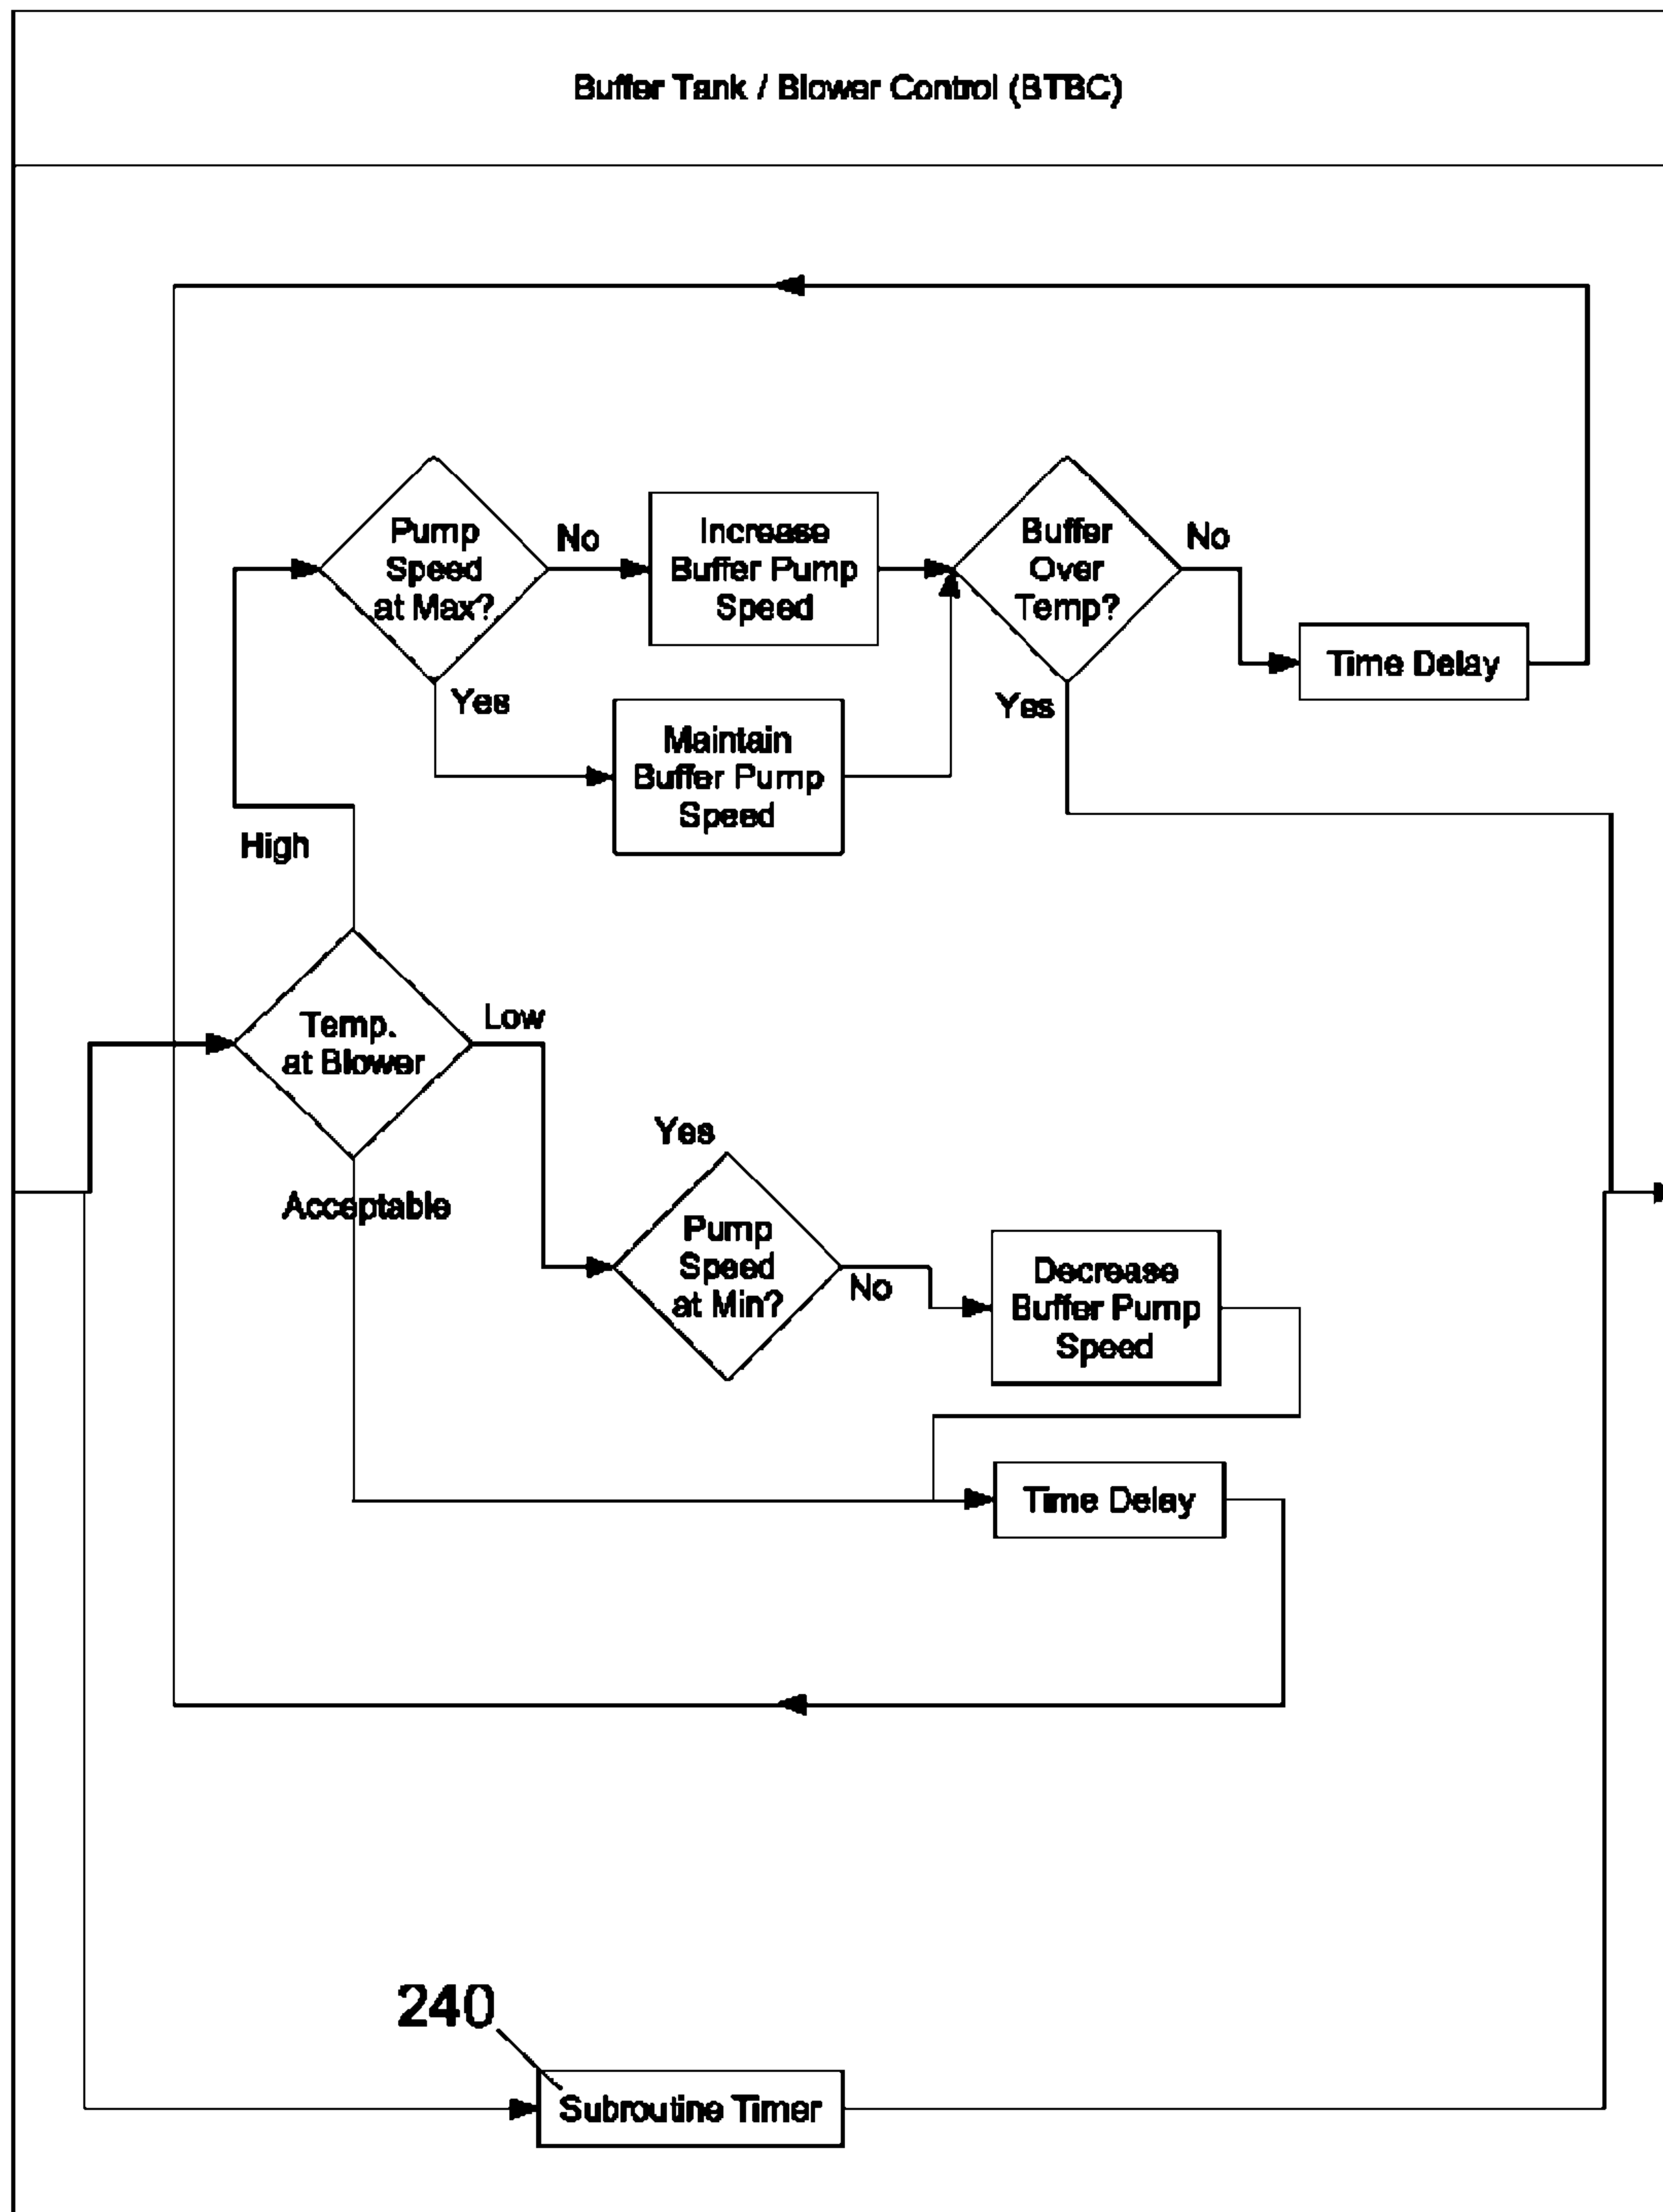 Buffer Tank / Blower Control (BTBC)
Pump
Speed
at Max?
No
Increase
Buffer Pump
Speed
Buffer
Over
Temp?
No
Time Delay
Yes
Maintain
Buffer Pump
Speed
Yes
High
Temp.
at Blower
Low
Yes
Acceptable
Pump
Speed
at Min?
No
Decrease
Buffer Pump
Speed
Time Delay
240
Subroutine Timer